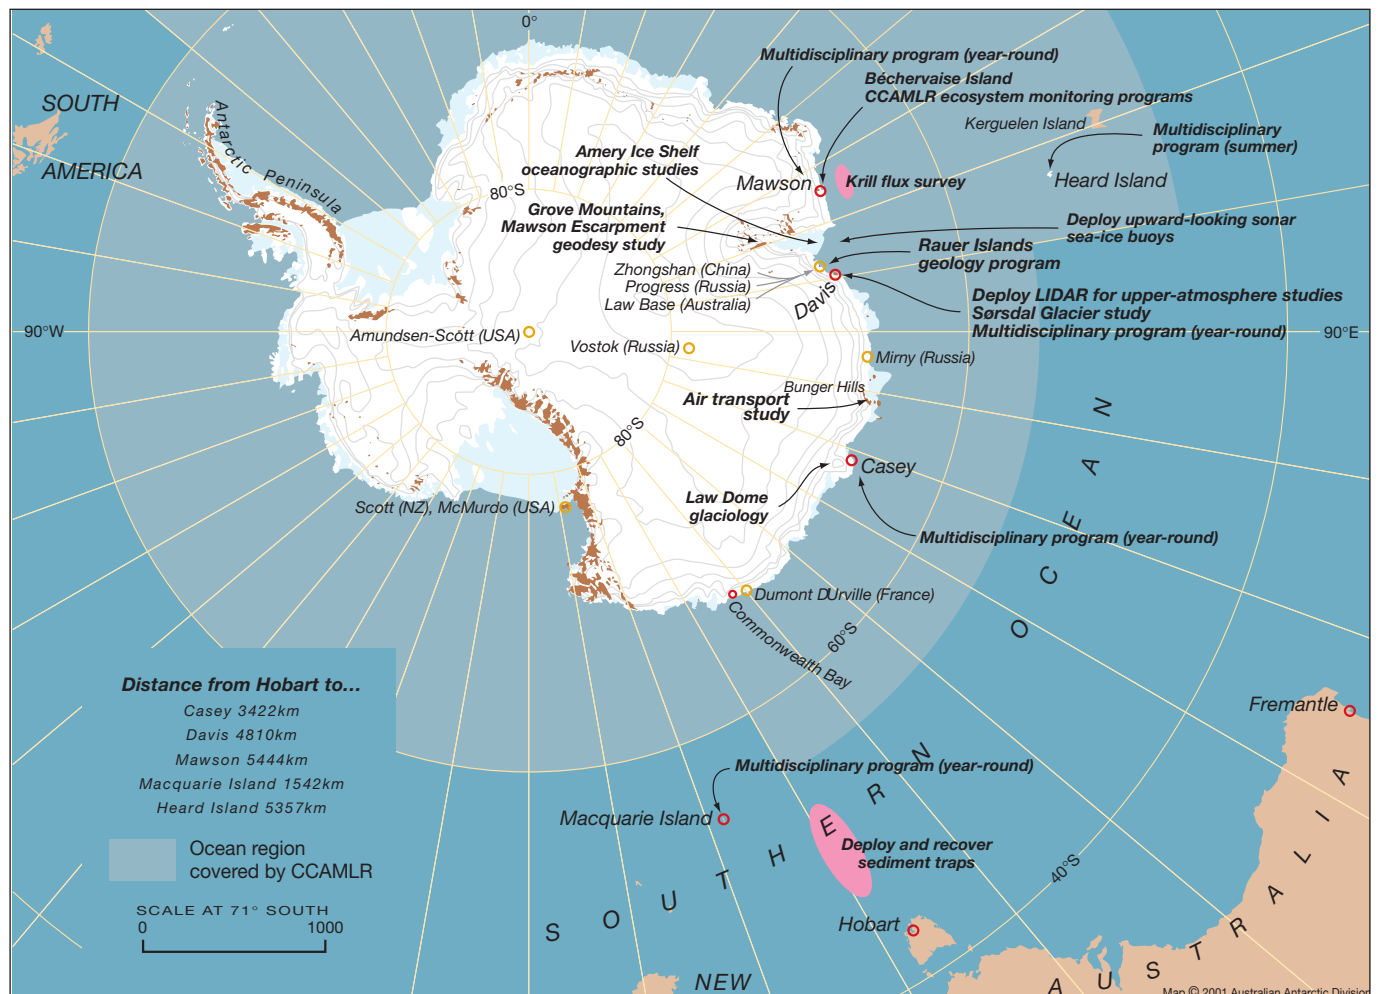 0°
Multidisciplinary program (year-round)
Béchervaise Island
CCAMLR ecosystem monitoring programs
SOUTH
AMERICA
Antarctic Peninsula
Kerguelen Island
Multidisciplinary
program (summer)
Heard Island
Amery Ice Shelf
oceanographic studies
Mawson
Krill flux survey
80°S
Grove Mountains,
Mawson Escarpment
geodesy study
Deploy upward-looking sonar
sea-ice buoys
Rauer Islands
geology program
Zhongshan (China)
Progress (Russia)
Law Base (Australia)
Davis
Deploy LIDAR for upper-atmosphere studies
Sørsdal Glacier study
Multidisciplinary program (year-round)
90°W
90°E
Amundsen-Scott (USA)
Vostok (Russia)
Mirny (Russia)
Bunger Hills
Air transport
study
80°S
Casey
Law Dome
glaciology
Scott (NZ), McMurdo (USA)
Multidisciplinary program (year-round)
Dumont D'Urville (France)
Commonwealth Bay
60°S
SOUTHERN OCEAN
Distance from Hobart to...
Casey 3422km
Davis 4810km
Mawson 5444km
Macquarie Island 1542km
Heard Island 5357km
Ocean region
covered by CCAMLR
SCALE AT 71° SOUTH
0 1000
Multidisciplinary program (year-round)
Macquarie Island
Deploy and recover
sediment traps
Fremantle
40°S
Hobart
AUSTRALIA
NEW
Map © 2001 Australian Antarctic Division